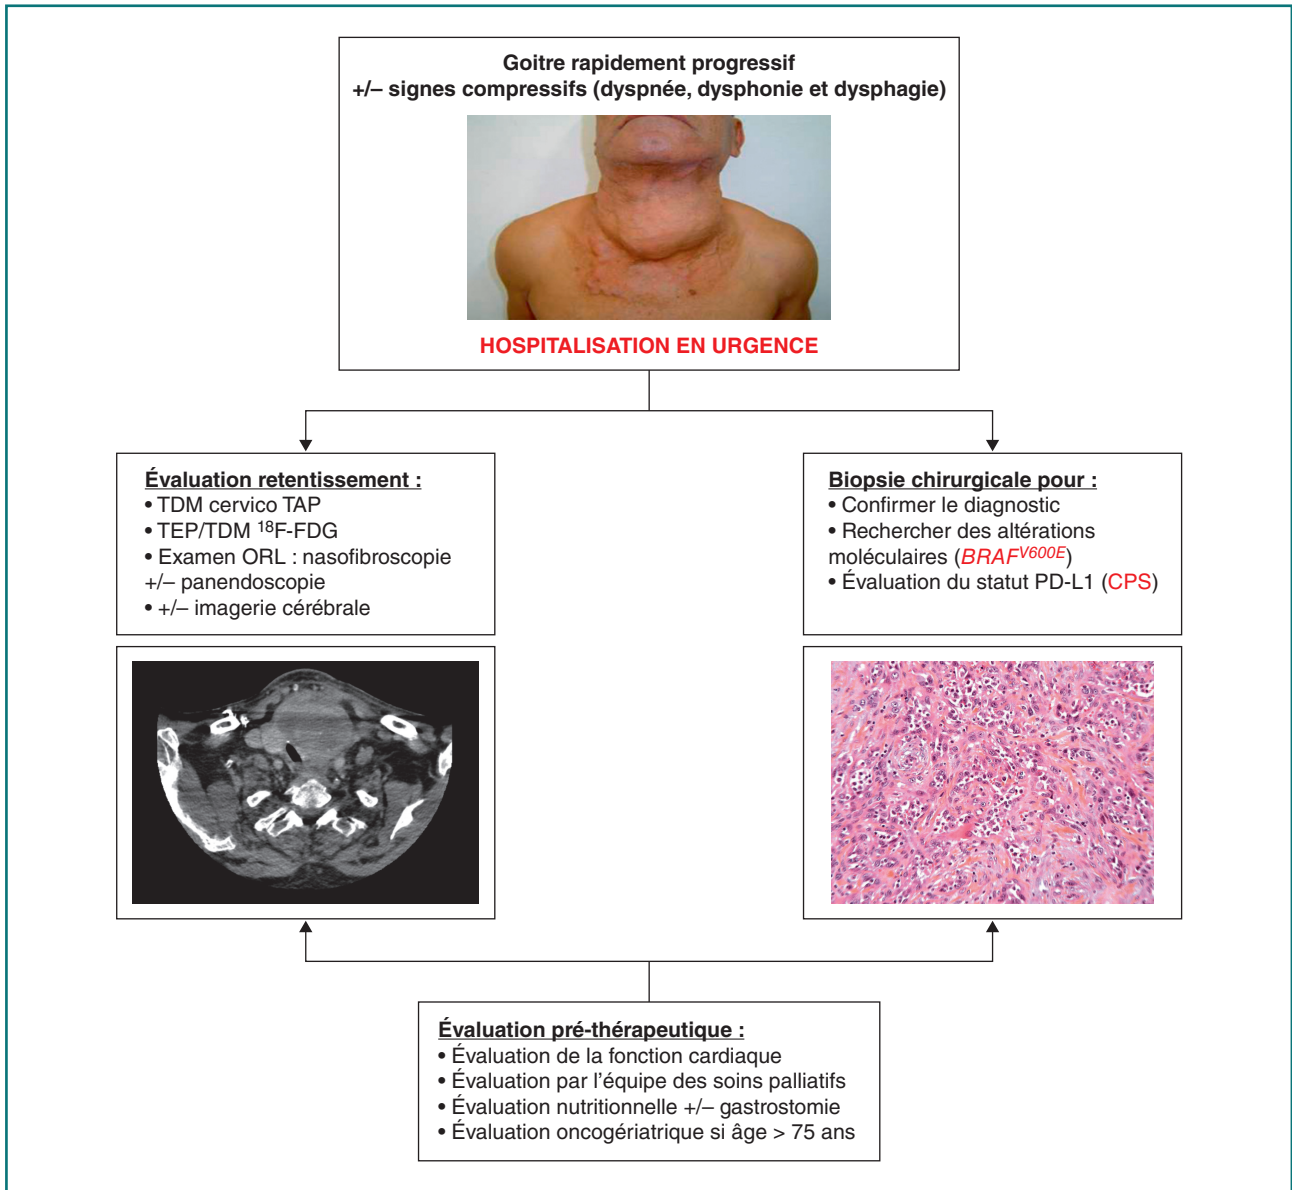 Goitre rapidement progressif
+/– signes compressifs (dyspnée, dysphonie et dysphagie)
HOSPITALISATION EN URGENCE
Évaluation retentissement :
• TDM cervico TAP
• TEP/TDM ¹⁸F-FDG
• Examen ORL : nasofibroscopie
+/– panendoscopie
• +/– imagerie cérébrale
Biopsie chirurgicale pour :
• Confirmer le diagnostic
• Rechercher des altérations
moléculaires (BRAFV600E)
• Évaluation du statut PD-L1 (CPS)
Évaluation pré-thérapeutique :
• Évaluation de la fonction cardiaque
• Évaluation par l’équipe des soins palliatifs
• Évaluation nutritionnelle +/– gastrostomie
• Évaluation oncogériatrique si âge > 75 ans